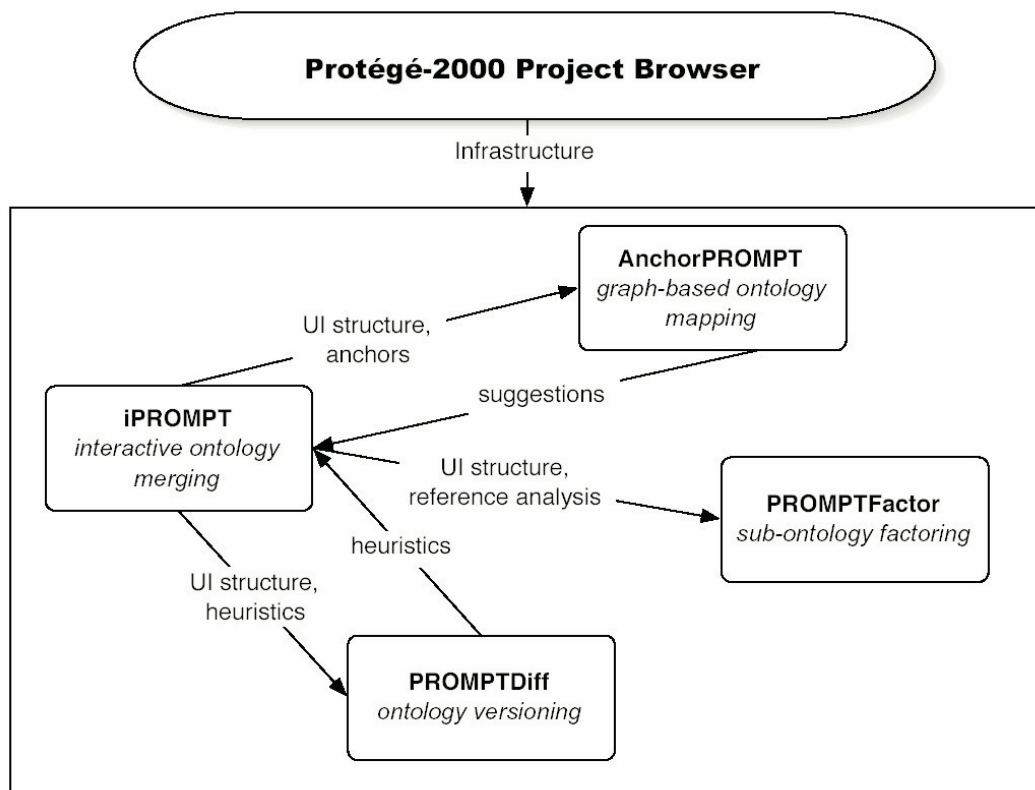 Protégé-2000 Project Browser
Infrastructure
AnchorPROMPT
graph-based ontology
mapping
UI structure,
anchors
suggestions
iPROMPT
interactive ontology
merging
UI structure,
reference analysis
PROMPTFactor
sub-ontology factoring
heuristics
UI structure,
heuristics
PROMPTDiff
ontology versioning